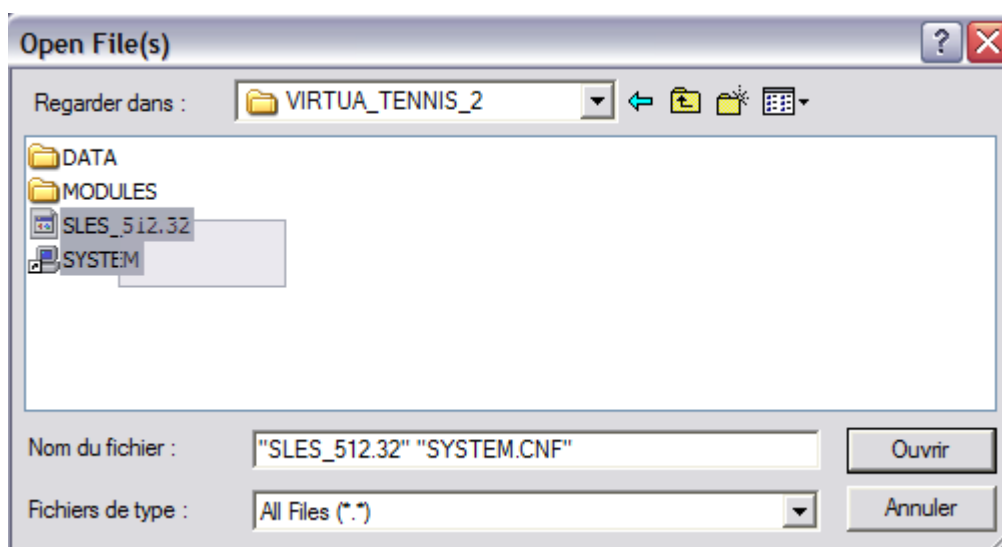 Open File(s)
Regarder dans : VIRTUA_TENNIS_2
DATA
MODULES
SLES_512.32
SYSTEM
Nom du fichier : "SLES_512.32" "SYSTEM.CNF" Ouvrir
Fichiers de type : All Files (*.*) Annuler